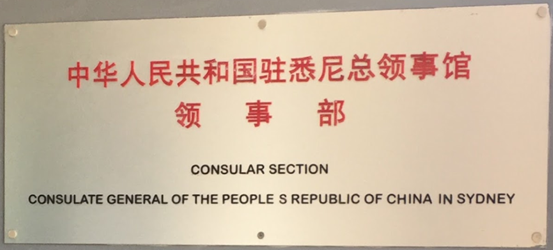 中华人民共和国驻悉尼总领事馆
领 事 部
CONSULAR SECTION
CONSULATE GENERAL OF THE PEOPLE S REPUBLIC OF CHINA IN SYDNEY